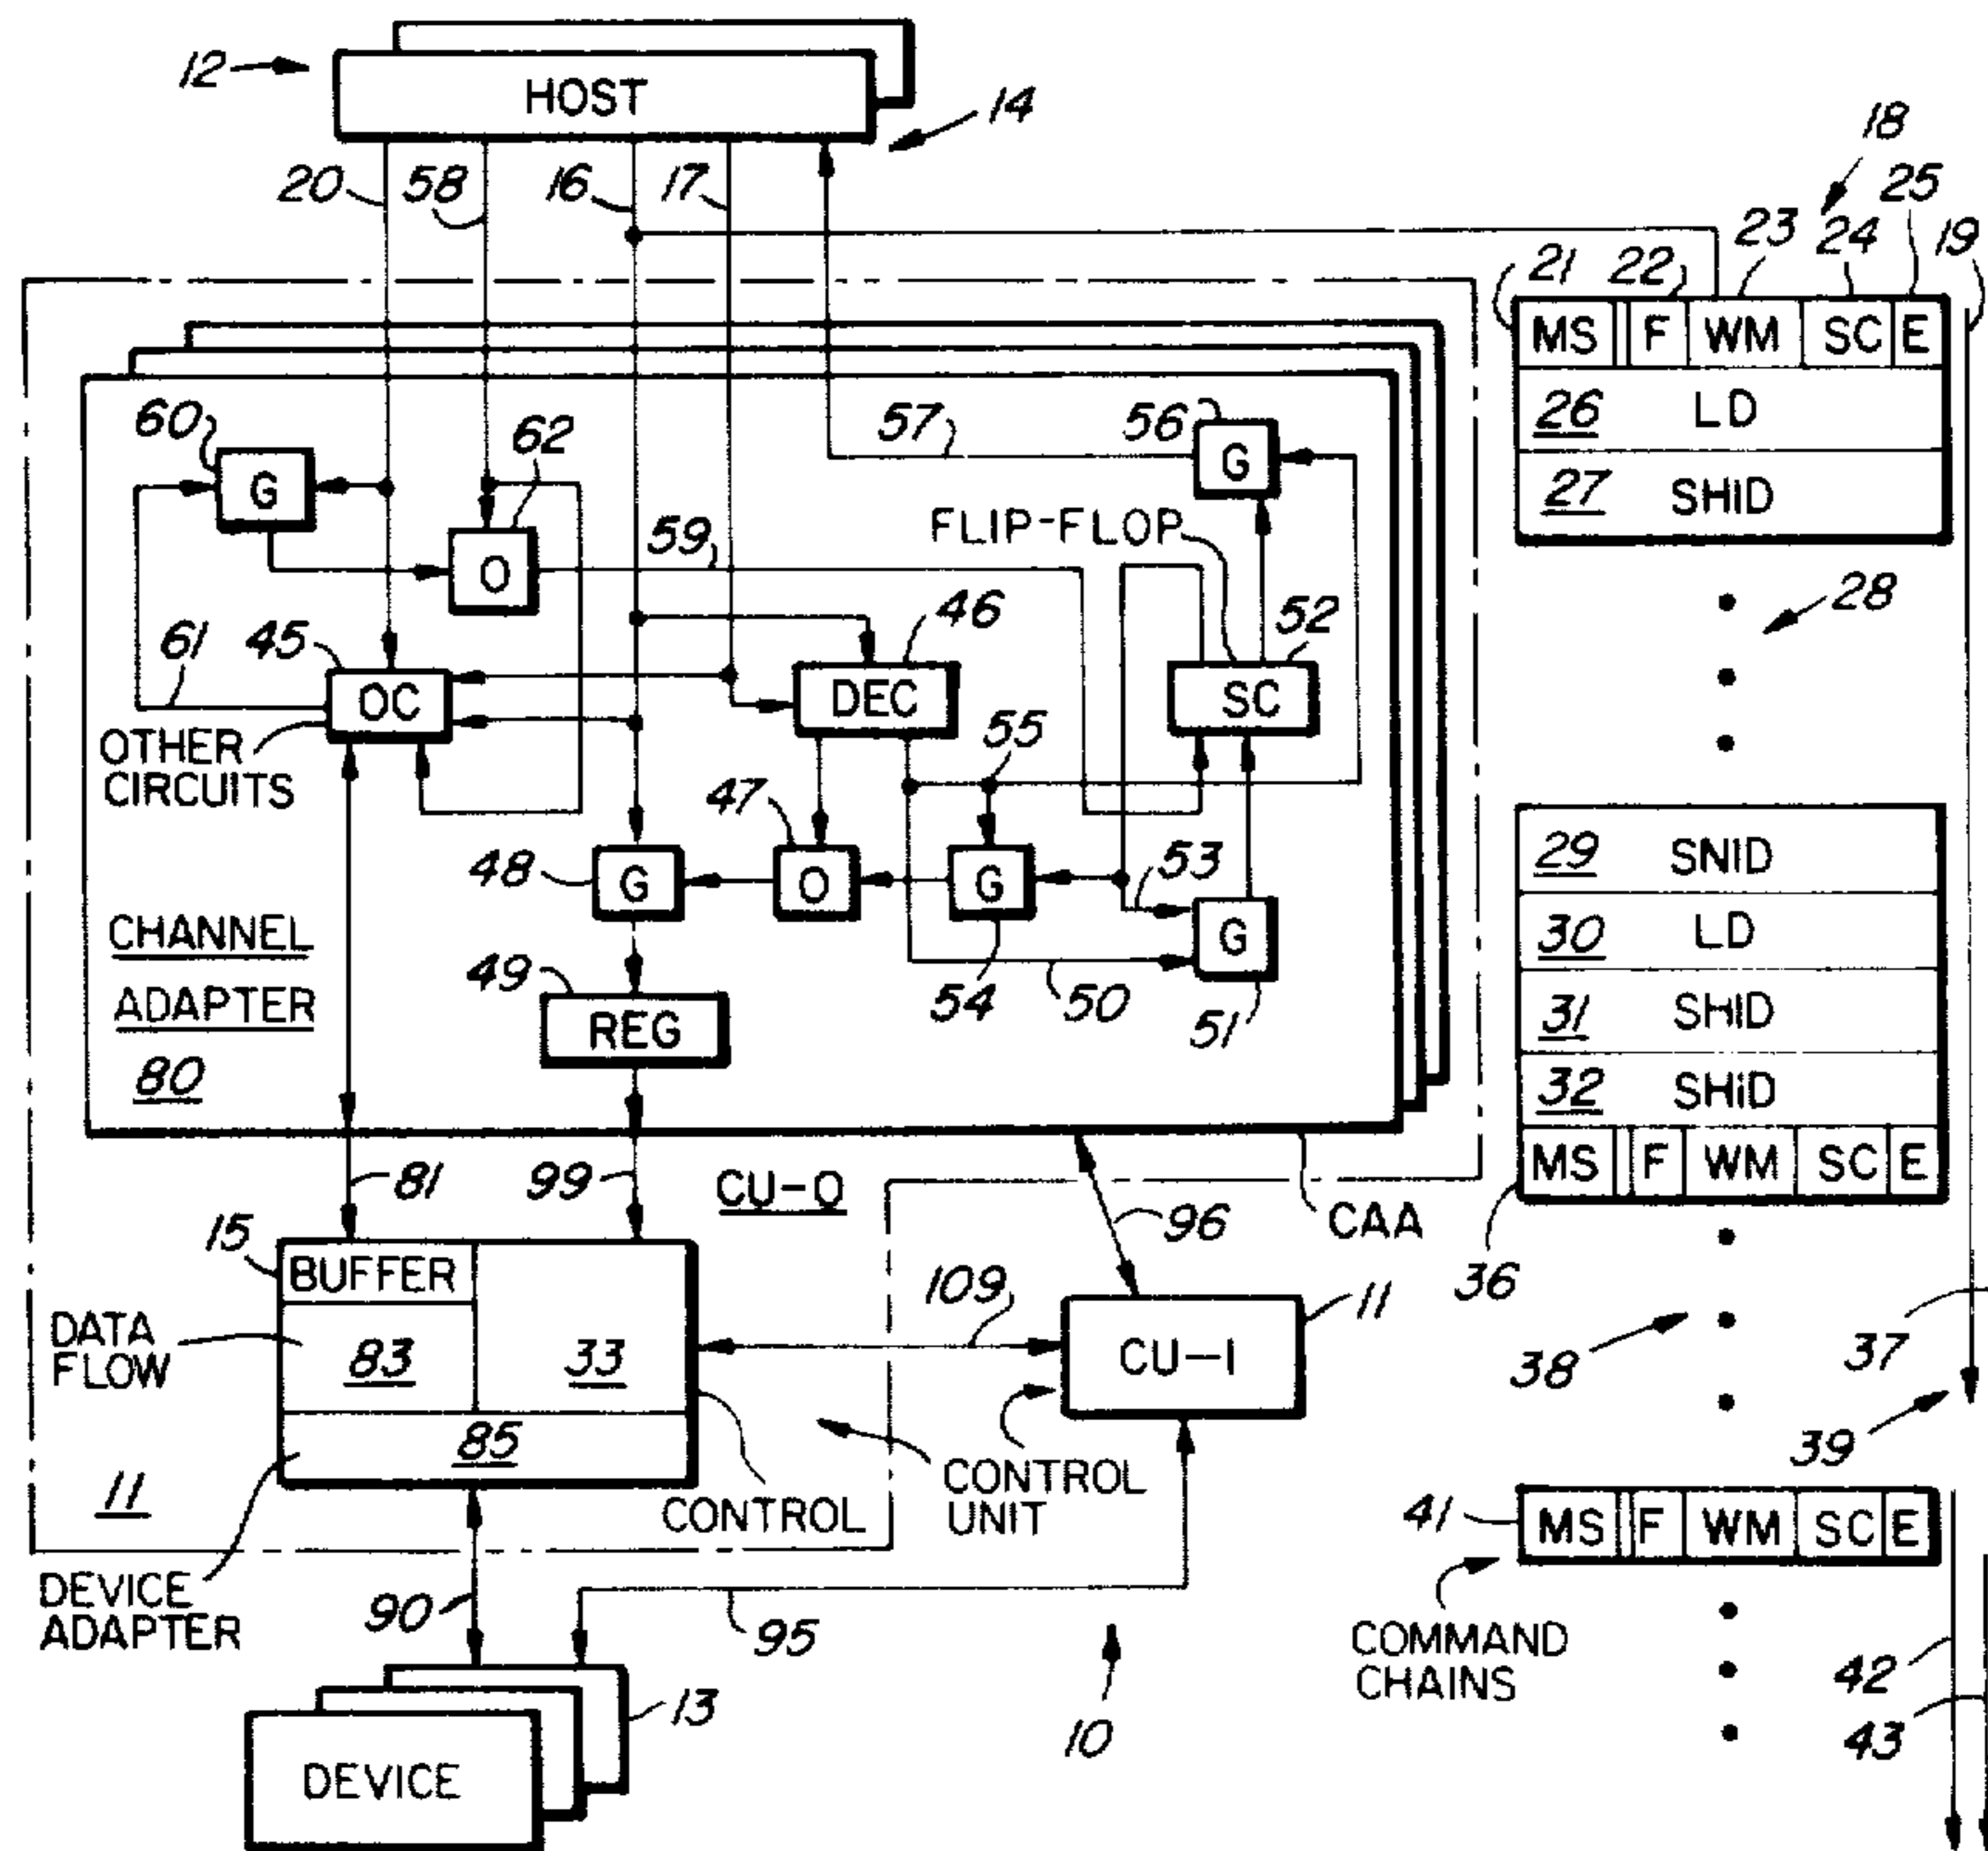 12
HOST
14
20
58
16
17
18
25
23
24
19
21
22
MS F WM SC E
26 LD
27 SHID
28
60
62
57
56
G
G
FLIP-FLOP
59
O
61
45
46
52
OC
DEC
SC
OTHER
CIRCUITS
55
47
48
G
O
G
53
G
54
50
51
49
REG
CHANNEL
ADAPTER
80
29 SNID
30 LD
31 SHID
32 SHID
MS F WM SC E
36
37
38
39
81
99
CU-0
96
CAA
15
BUFFER
DATA
FLOW
83
33
85
109
11
CU-1
11
CONTROL
CONTROL
UNIT
DEVICE
ADAPTER
90
95
13
DEVICE
10
41
MS F WM SC E
COMMAND
CHAINS
42
43